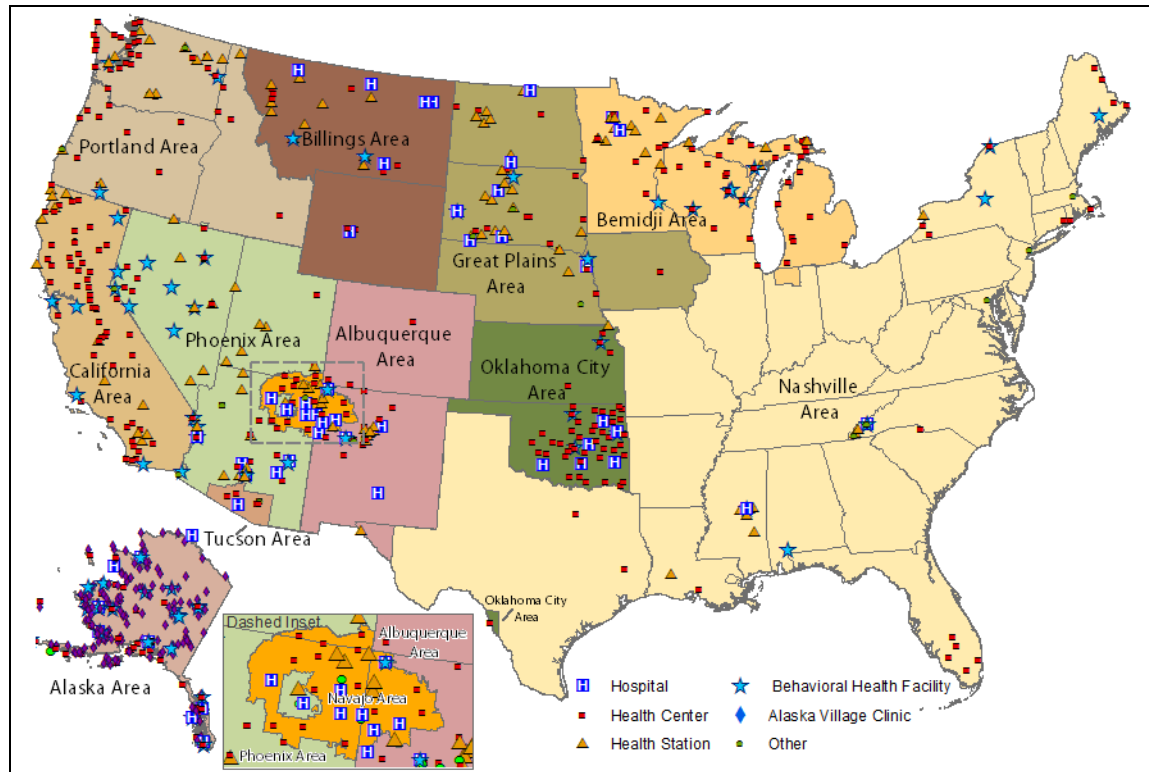 Portland Area
Billings Area
Bemidji Area
Great Plains
Area
Phoenix Area
Albuquerque
Area
California
Area
Oklahoma City
Area
Nashville
Area
Tucson Area
Oklahoma City
Area
Alaska Area
Dashed Inset
Albuquerque
Area
Navajo Area
Phoenix Area
H Hospital
Behavioral Health Facility
Health Center
Alaska Village Clinic
Health Station
Other